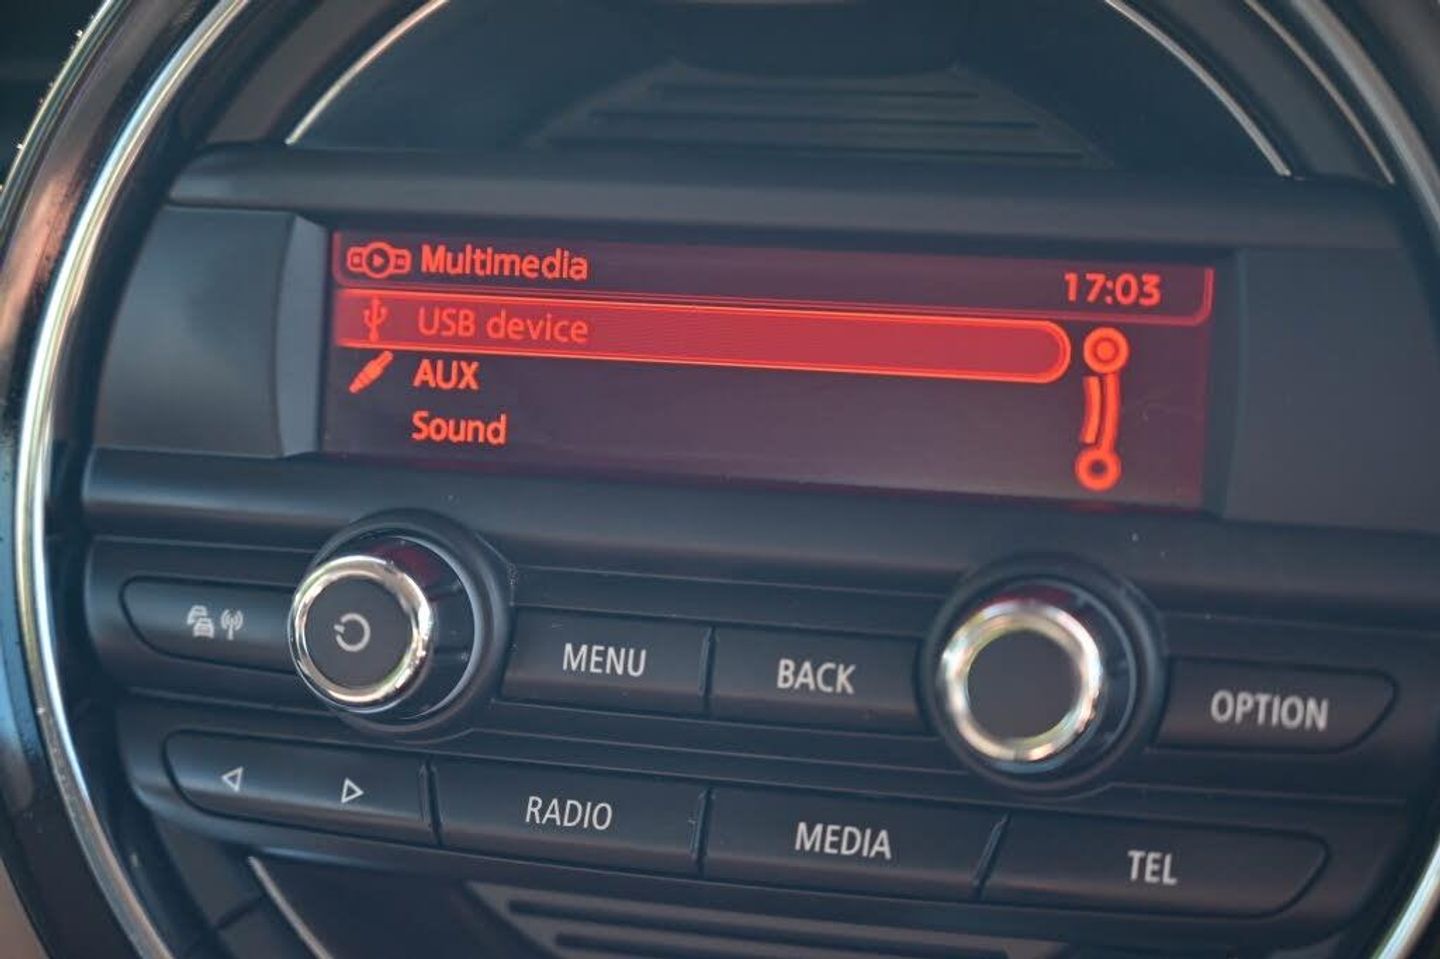 Multimedia
17:03
USB device
AUX
Sound
MENU
BACK
OPTION
RADIO
MEDIA
TEL